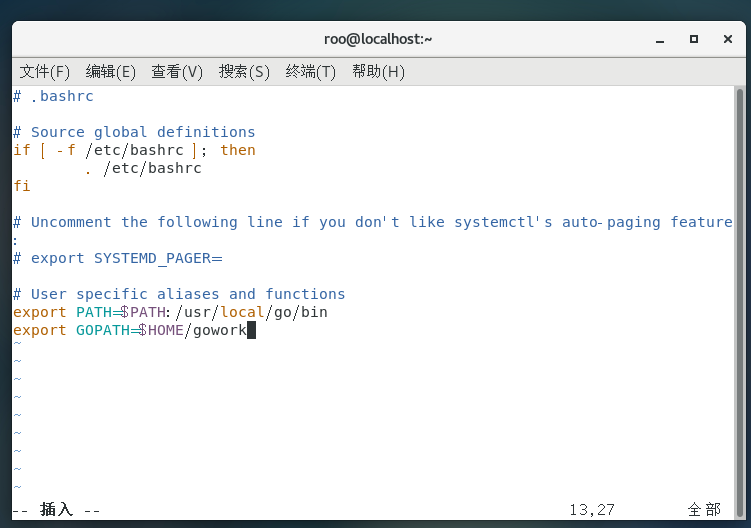 roo@localhost:~
文件(F) 编辑(E) 查看(V) 搜索(S) 终端(T) 帮助(H)
# .bashrc
# Source global definitions
if [ -f /etc/bashrc ]; then
        . /etc/bashrc
fi
# Uncomment the following line if you don't like systemctl's auto-paging feature
:
# export SYSTEMD_PAGER=
# User specific aliases and functions
export PATH=$PATH:/usr/local/go/bin
export GOPATH=$HOME/gowork
~
~
~
~
~
~
~
~
~
-- 插入 -- 13,27 全部